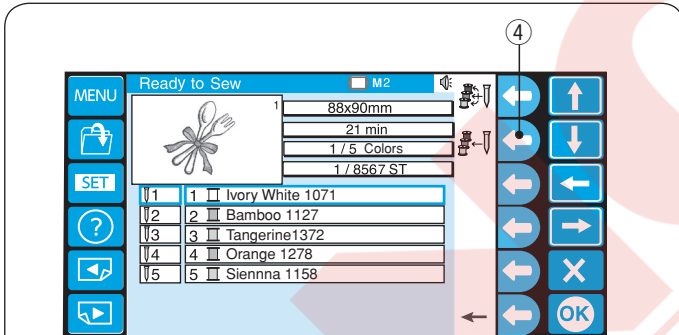 4
MENU
Ready to Sew M2
1
88x90mm
21 min
1 / 5 Colors
1 / 8567 ST
SET
1 1 Ivory White 1071
2 2 Bamboo 1127
?
3 3 Tangerine1372
4 4 Orange 1278
5 5 Siennna 1158
OK